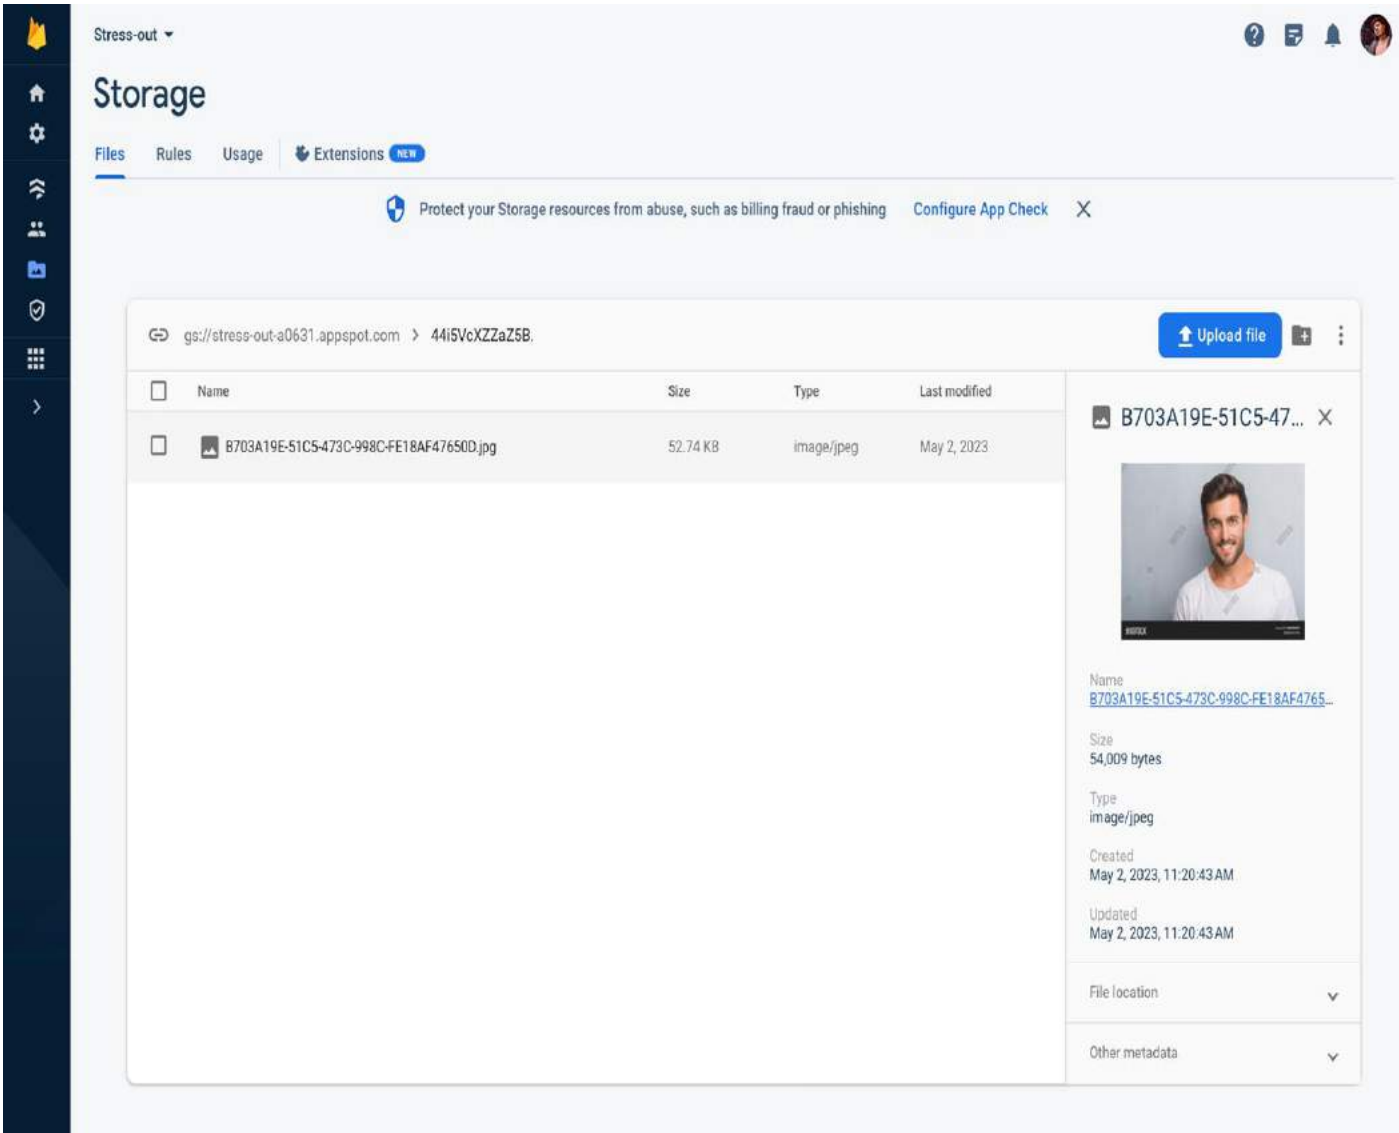 Stress-out
Storage
Files Rules Usage Extensions NEW
Protect your Storage resources from abuse, such as billing fraud or phishing Configure App Check
gs://stress-out-a0631.appspot.com > 44i5VcXZZaZ5B.
Upload file
Name Size Type Last modified
B703A19E-51C5-473C-998C-FE18AF47650D.jpg 52.74 KB image/jpeg May 2, 2023
B703A19E-51C5-47...
Name
B703A19E-51C5-473C-998C-FE18AF4765...
Size
54,009 bytes
Type
image/jpeg
Created
May 2, 2023, 11:20:43 AM
Updated
May 2, 2023, 11:20:43 AM
File location
Other metadata